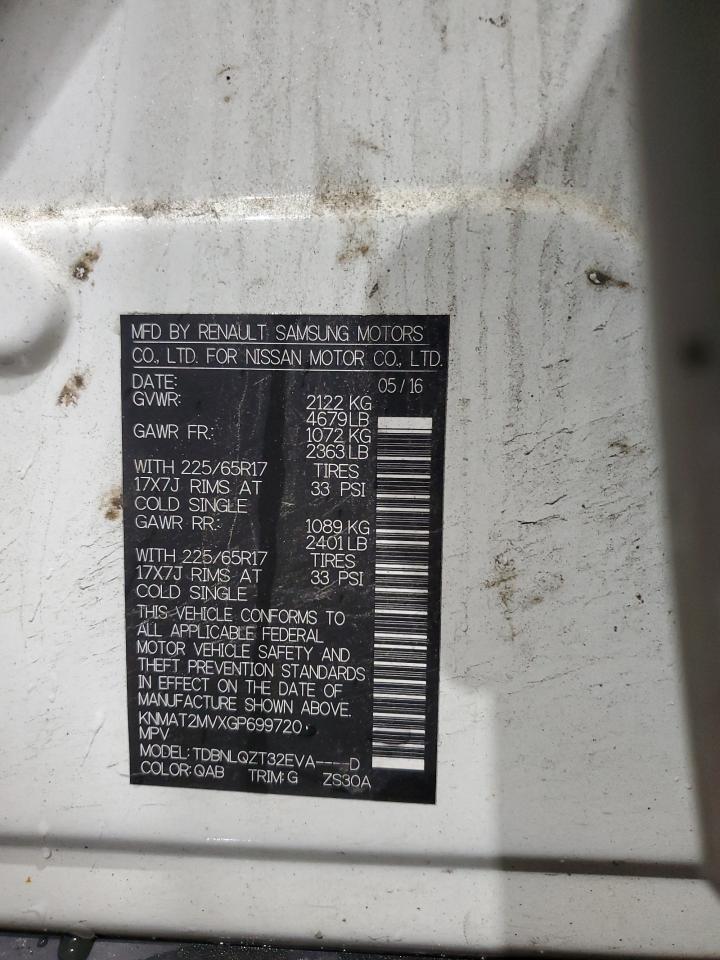 MFD BY RENAULT SAMSUNG MOTORS
CO., LTD. FOR NISSAN MOTOR CO., LTD.
DATE: 05/16
GVWR: 2122 KG
4679 LB
GAWR FR: 1072 KG
2363 LB
WITH 225/65R17 TIRES
17X7J RIMS AT 33 PSI
COLD SINGLE
GAWR RR: 1089 KG
2401 LB
WITH 225/65R17 TIRES
17X7J RIMS AT 33 PSI
COLD SINGLE
THIS VEHICLE CONFORMS TO
ALL APPLICABLE FEDERAL
MOTOR VEHICLE SAFETY AND
THEFT PREVENTION STANDARDS
IN EFFECT ON THE DATE OF
MANUFACTURE SHOWN ABOVE.
KNMAT2MVXGP699720
MPV
MODEL: TDBNLQZT32EVA----D
COLOR: QAB TRIM: G ZS30A